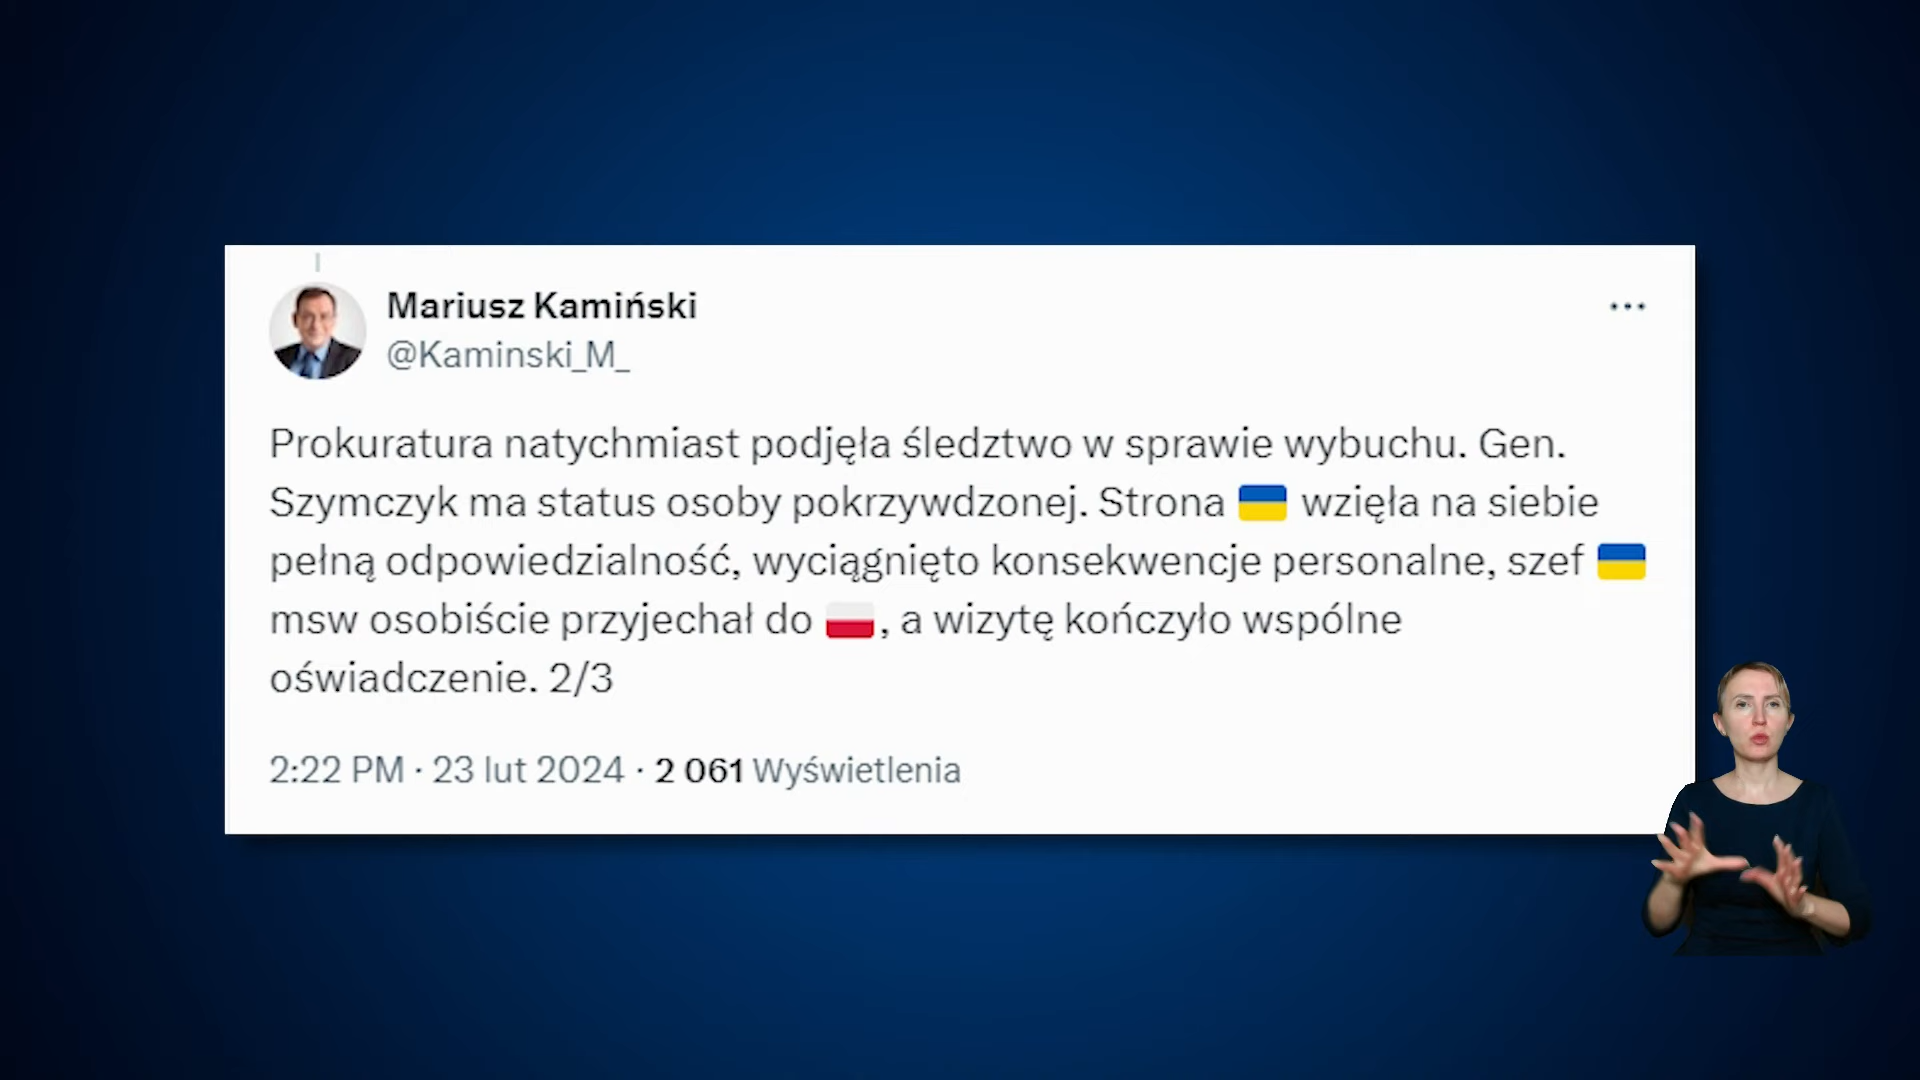 Mariusz Kamiński
@Kaminski_M_
Prokuratura natychmiast podjęła śledztwo w sprawie wybuchu. Gen.
Szymczyk ma status osoby pokrzywdzonej. Strona 🇺🇦 wzięła na siebie
pełną odpowiedzialność, wyciągnięto konsekwencje personalne, szef 🇺🇦
msw osobiście przyjechał do 🇵🇱, a wizytę kończyło wspólne
oświadczenie. 2/3
2:22 PM · 23 lut 2024 · 2 061 Wyświetlenia